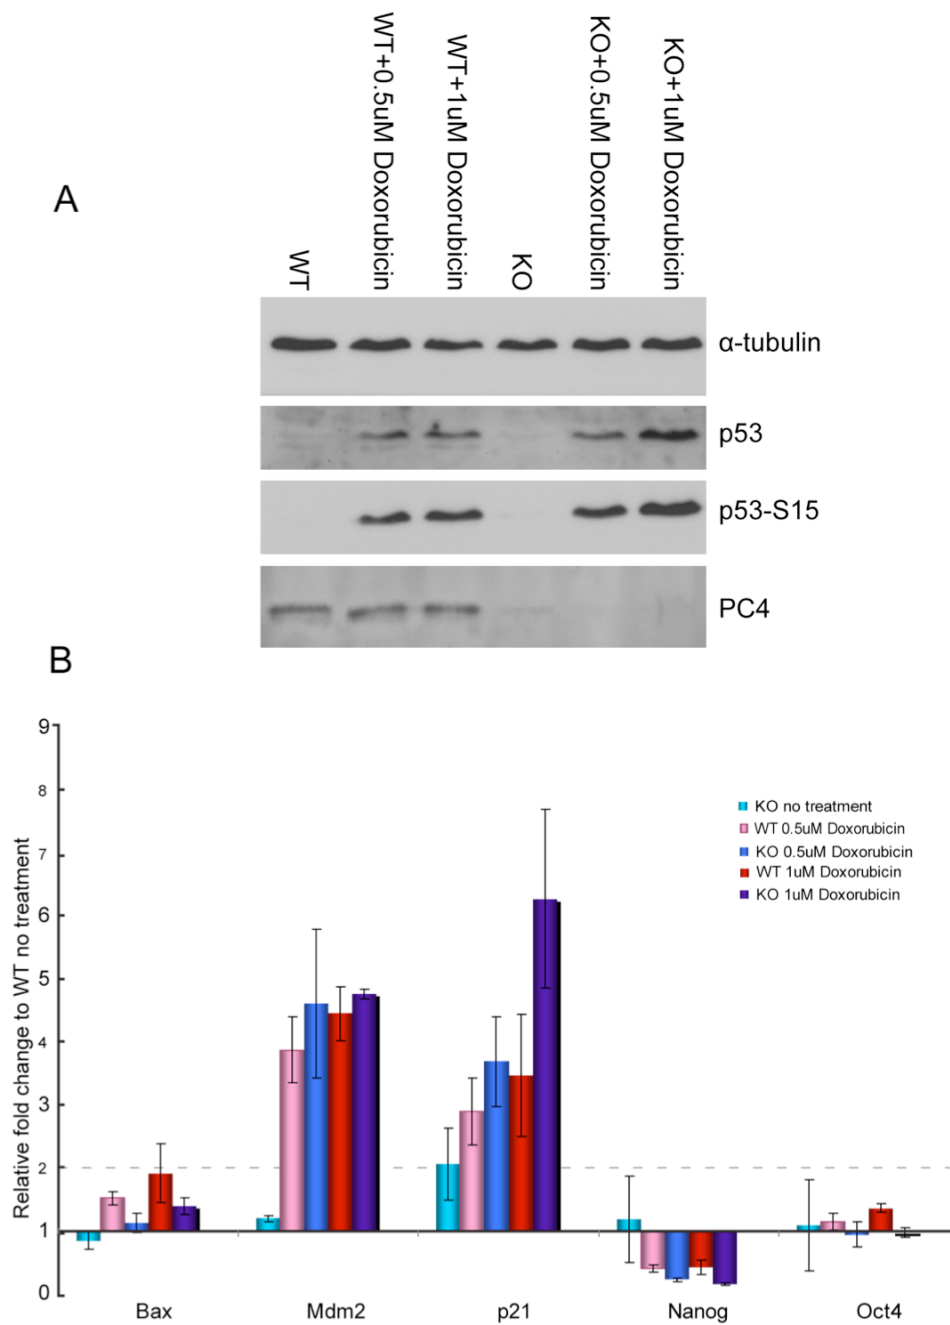 A
WT
WT+0.5uM Doxorubicin
WT+1uM Doxorubicin
KO
KO+0.5uM Doxorubicin
KO+1uM Doxorubicin
α-tubulin
p53
p53-S15
PC4
B
Relative fold change to WT no treatment
9
8
7
6
5
4
3
2
1
0
KO no treatment
WT 0.5uM Doxorubicin
KO 0.5uM Doxorubicin
WT 1uM Doxorubicin
KO 1uM Doxorubicin
Bax
Mdm2
p21
Nanog
Oct4